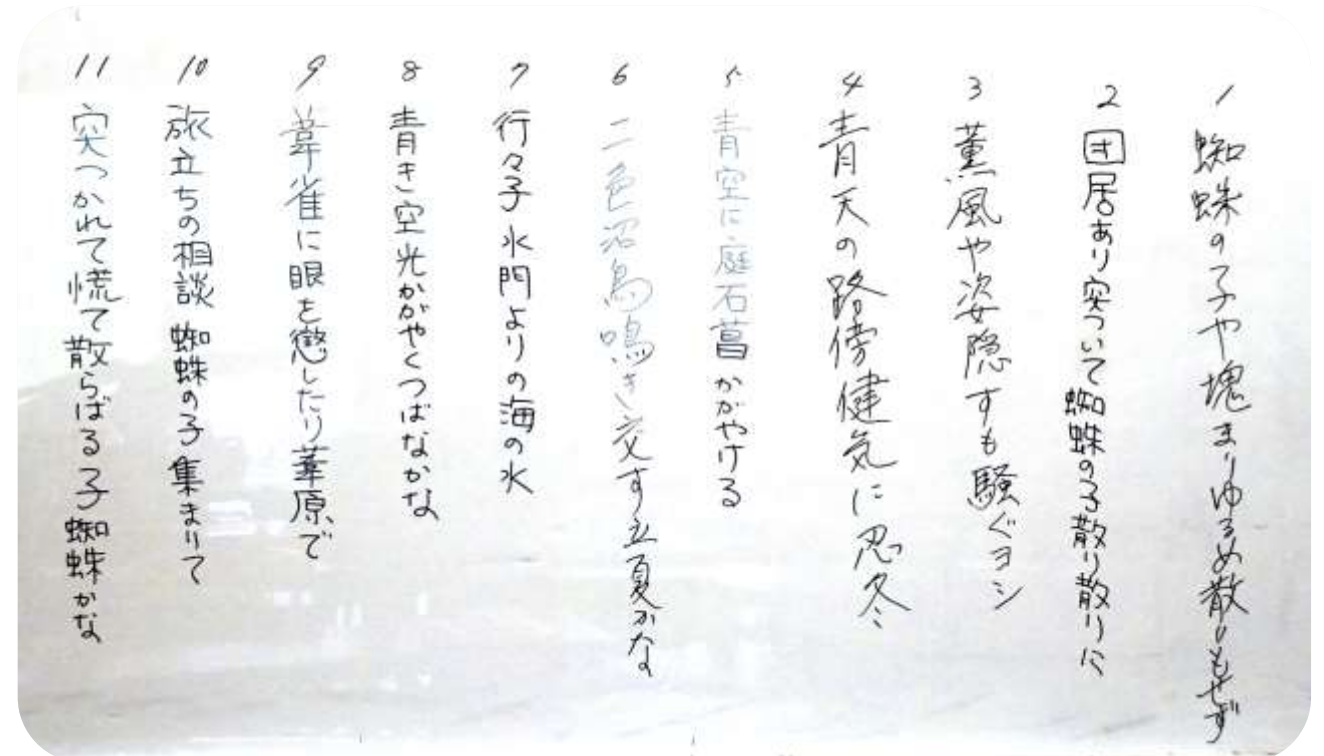 1 蜘蛛の子や塊まりゆるめ散りもせず
2 団居あり突ついて蜘蛛の子散り散りに
3 薫風や姿隠すも騒ぐヨシ
4 青天の路傍健気に忍冬
5 青空に庭石菖かがやける
6 二色沼鳥鳴き交す立夏かな
7 行々子水門よりの海の水
8 青き空光かがやくつばなかな
9 葦雀に眼を懲したり葦原で
10 旅立ちの相談蜘蛛の子集まりて
11 突つかれて慌て散らばる子蜘蛛かな